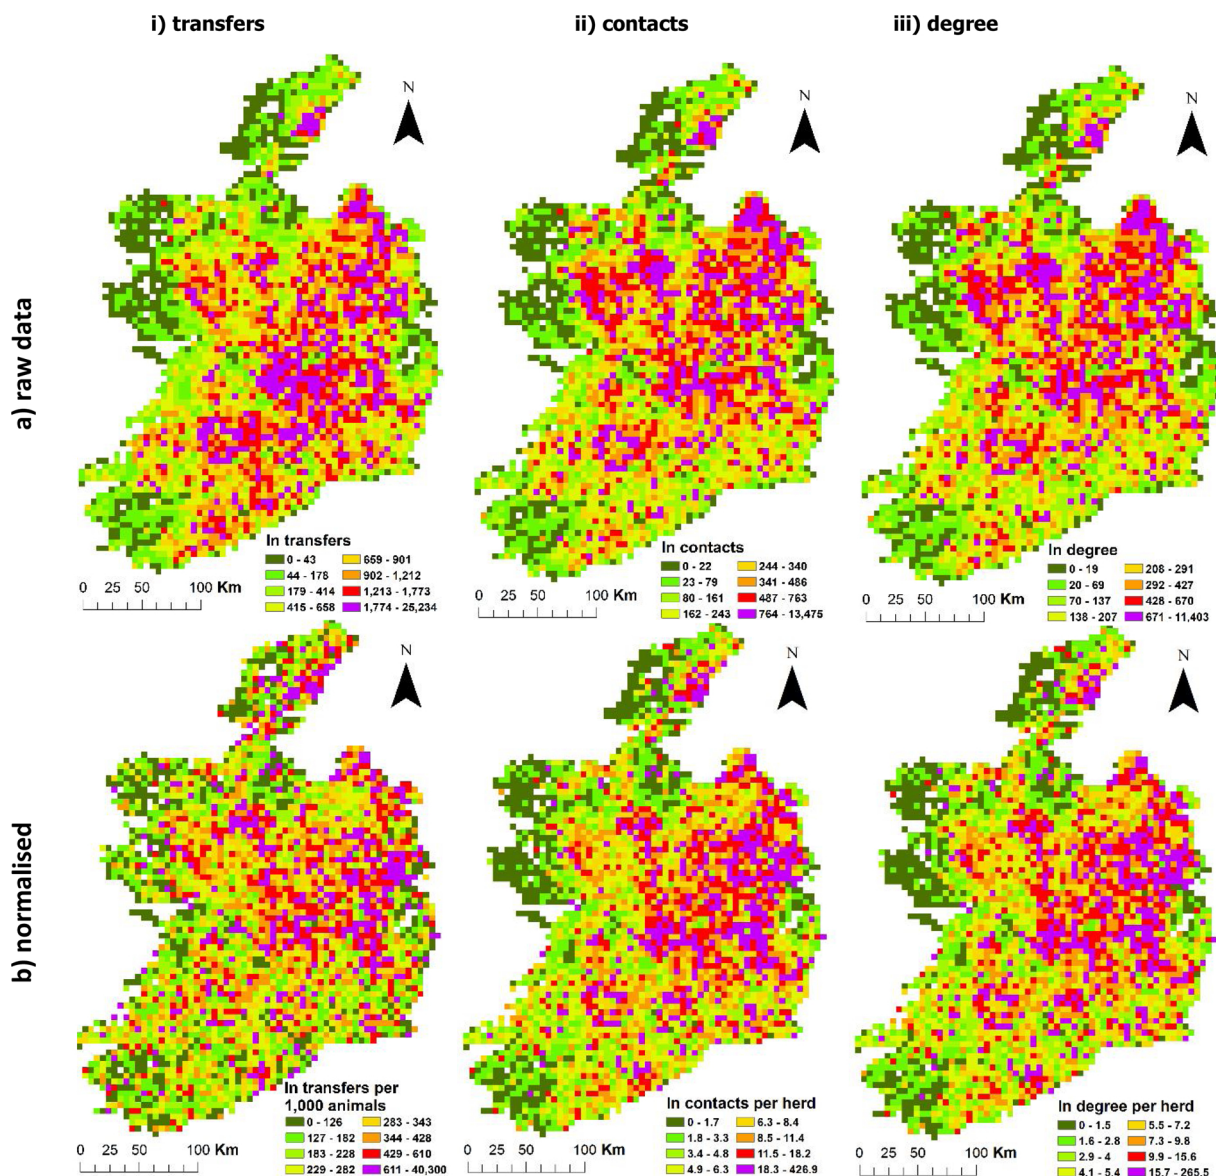 i) transfers
ii) contacts
iii) degree
a) raw data
N
N
N
In transfers
0 - 43
659 - 901
44 - 178
902 - 1,212
179 - 414
1,213 - 1,773
415 - 658
1,774 - 25,234
0 25 50 100 Km
In contacts
0 - 22
244 - 340
23 - 79
341 - 486
80 - 161
487 - 763
162 - 243
764 - 13,475
0 25 50 100 Km
In degree
0 - 19
208 - 291
20 - 69
292 - 427
70 - 137
428 - 670
138 - 207
671 - 11,403
0 25 50 100 Km
b) normalised
N
N
N
In transfers per
1,000 animals
0 - 126
283 - 343
127 - 182
344 - 428
183 - 228
429 - 610
229 - 282
611 - 40,300
0 25 50 100 Km
In contacts per herd
0 - 1.7
6.3 - 8.4
1.8 - 3.3
8.5 - 11.4
3.4 - 4.8
11.5 - 18.2
4.9 - 6.3
18.3 - 426.9
0 25 50 100 Km
In degree per herd
0 - 1.5
5.5 - 7.2
1.6 - 2.8
7.3 - 9.8
2.9 - 4
9.9 - 15.6
4.1 - 5.4
15.7 - 265.5
0 25 50 100 Km